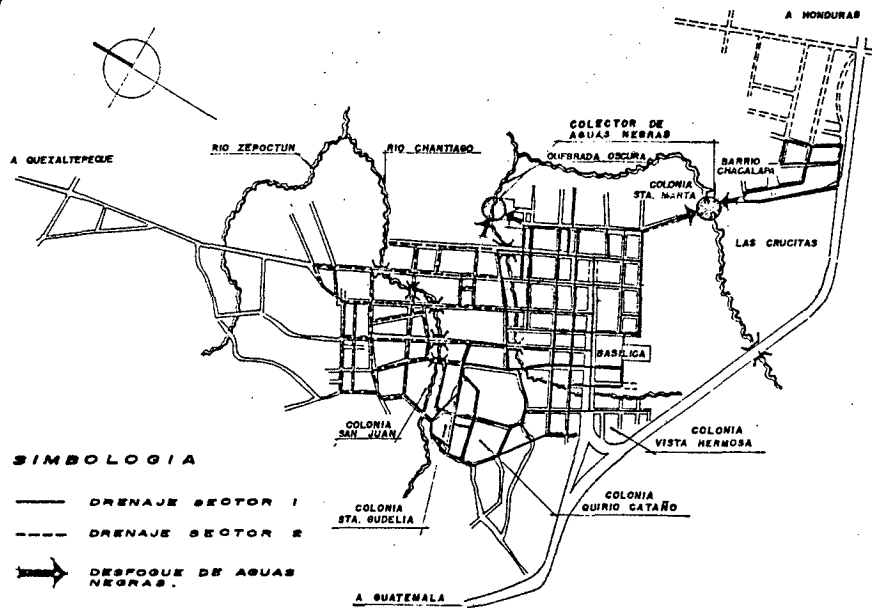 A HONDURAS
COLECTOR DE
AGUAS NEGRAS
RIO ZEPOCTUN
RIO CHANTIAGO
QUEBRADA OSCURA
A QUEZALTEPEQUE
BARRIO
CHACALAPA
COLONIA
STA. MARTA
LAS CRUCITAS
BASILICA
COLONIA
SAN JUAN
COLONIA
VISTA HERMOSA
SIMBOLOGIA
DRENAJE SECTOR 1
DRENAJE SECTOR 2
DESFOGUE DE AGUAS
NEGRAS.
COLONIA
STA. GUDELIA
COLONIA
QUIRIO CATAÑO
A GUATEMALA